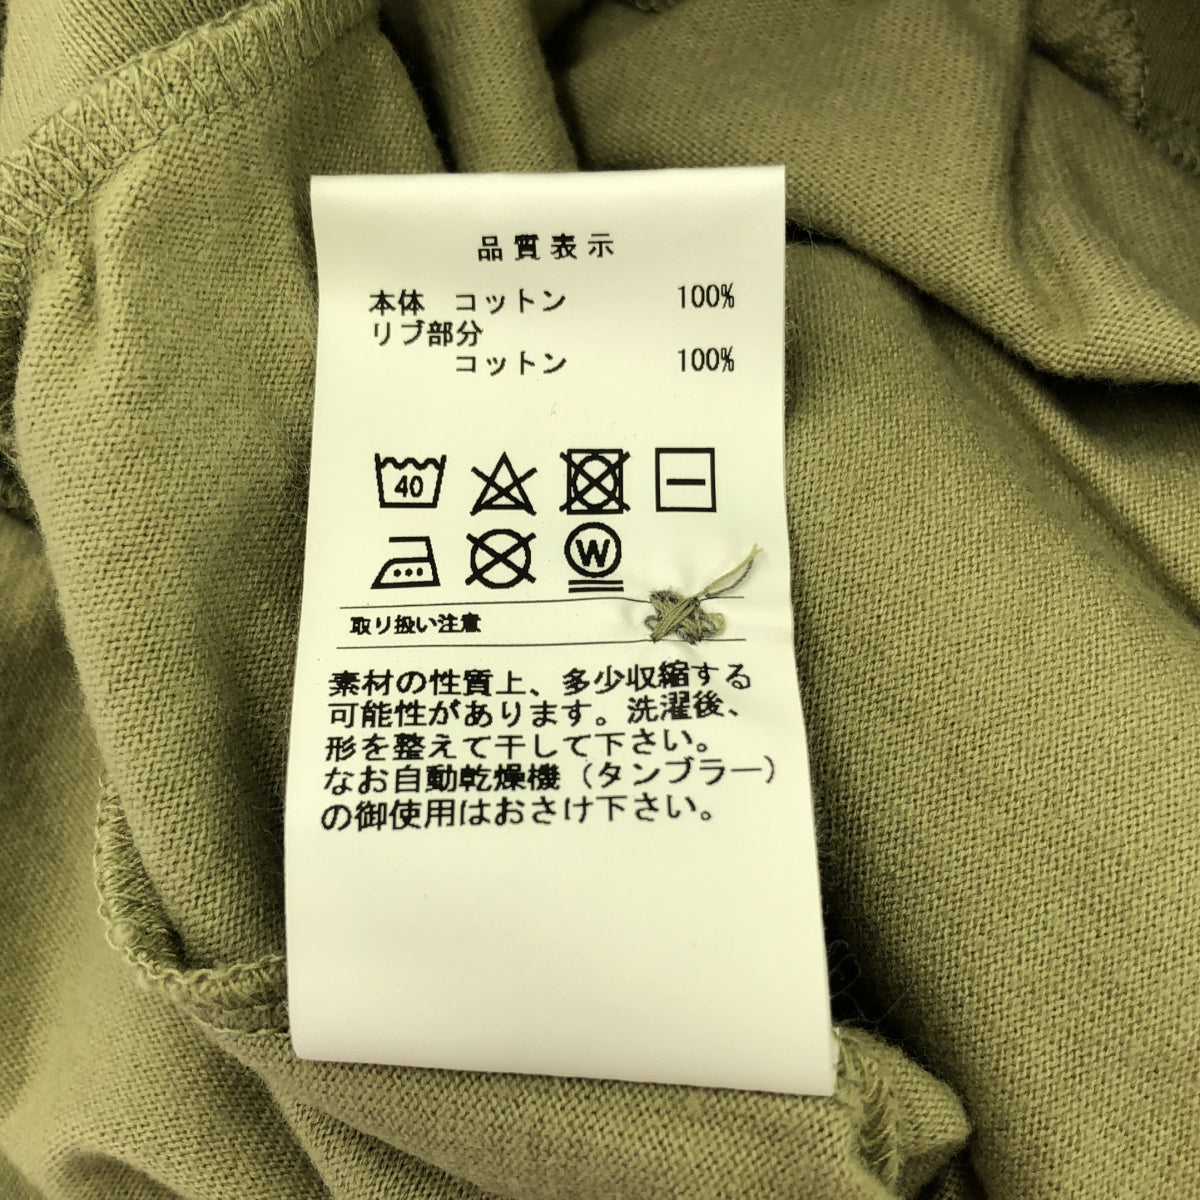 品質表示
本体 コットン 100%
リブ部分
コットン 100%
40
W
取り扱い注意
素材の性質上、多少収縮する
可能性があります。洗濯後、
形を整えて干して下さい。
なお自動乾燥機（タンブラー）
の御使用はおさけ下さい。